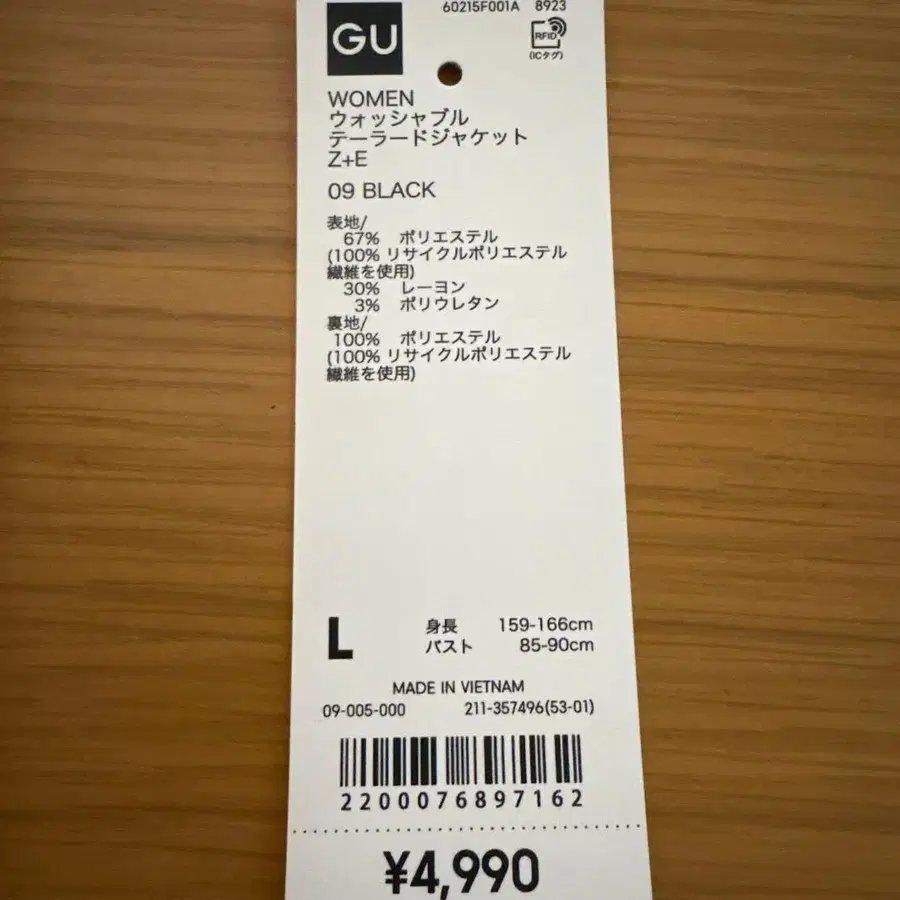 60215F001A 8923
GU
RFID
(ICタグ)
WOMEN
ウォッシャブル
テーラードジャケット
Z+E
09 BLACK
表地/
67% ポリエステル
(100% リサイクルポリエステル
繊維を使用)
30% レーヨン
3% ポリウレタン
裏地/
100% ポリエステル
(100% リサイクルポリエステル
繊維を使用)
L 身長 159-166cm
バスト 85-90cm
MADE IN VIETNAM
09-005-000 211-357496(53-01)
2200076897162
¥4,990